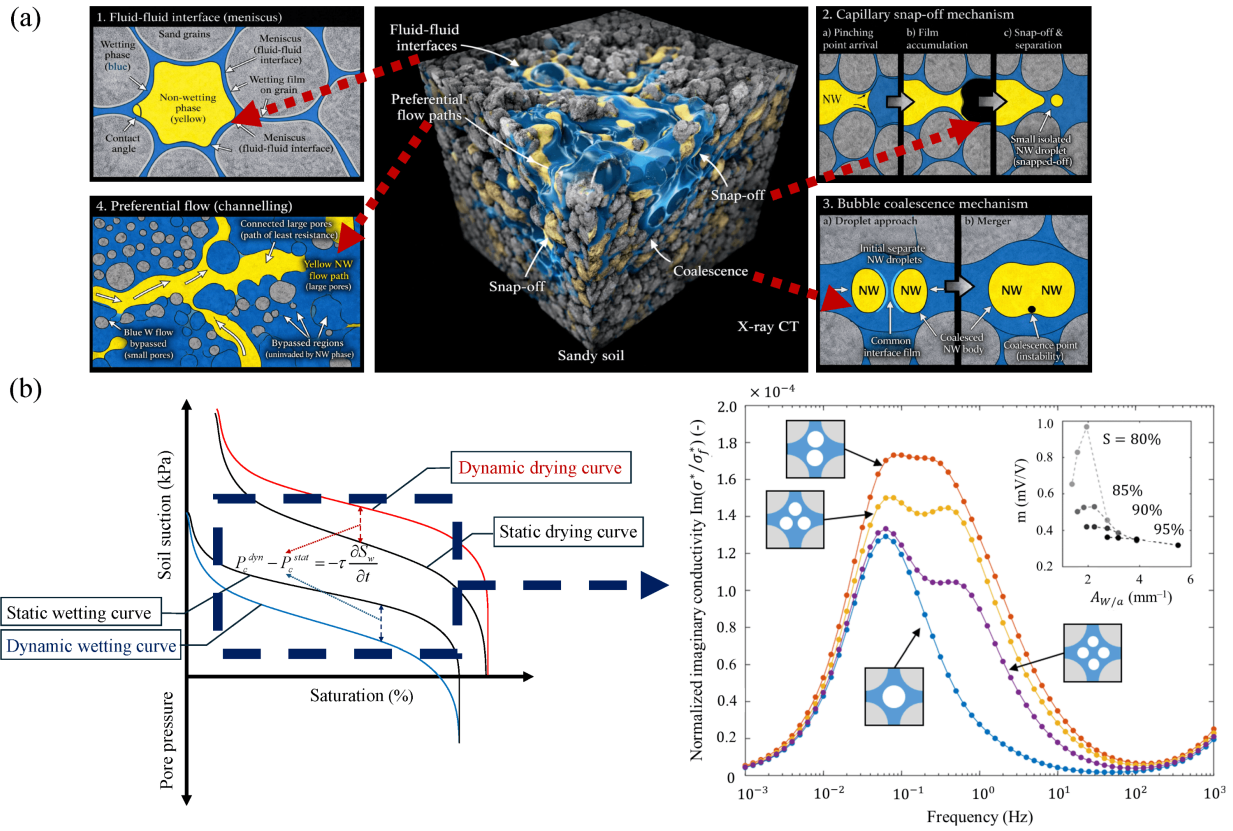 (a)
1. Fluid-fluid interface (meniscus)
Sand grains
Wetting
phase
(blue)
Meniscus
(fluid-fluid
interface)
Wetting film
on grain
Non-wetting
phase
(yellow)
Contact
angle
Meniscus
(fluid-fluid interface)
4. Preferential flow (channelling)
Connected large pores
(path of least resistance)
Yellow NW
flow path
(large pores)
Blue W flow
bypassed
(small pores)
Bypassed regions
(uninvaded by NW phase)
Fluid-fluid
interfaces
Preferential
flow paths
Snap-off
Snap-off
Coalescence
X-ray CT
Sandy soil
2. Capillary snap-off mechanism
a) Pinching
point arrival
b) Film
accumulation
c) Snap-off &
separation
NW
Small isolated
NW droplet
(snapped-off)
3. Bubble coalescence mechanism
a) Droplet approach
b) Merger
Initial separate
NW droplets
NW
NW
NW
NW
Common
interface film
Coalesced
NW body
Coalescence point
(instability)
(b)
Soil suction (kPa)
Pore pressure
Saturation (%)
Dynamic drying curve
Static drying curve
P_c^{dyn} − P_c^{stat} = −τ ∂S_w/∂t
Static wetting curve
Dynamic wetting curve
× 10⁻⁴
Normalized imaginary conductivity Im(σ*/σ_f*) (-)
2.0
1.8
1.6
1.4
1.2
1.0
0.8
0.6
0.4
0.2
0
10⁻³
10⁻²
10⁻¹
10⁰
10¹
10²
10³
Frequency (Hz)
m (mV/V)
1.0
0.8
0.6
0.4
0.2
S = 80%
85%
90%
95%
0
2
4
6
A_{W/a} (mm⁻¹)